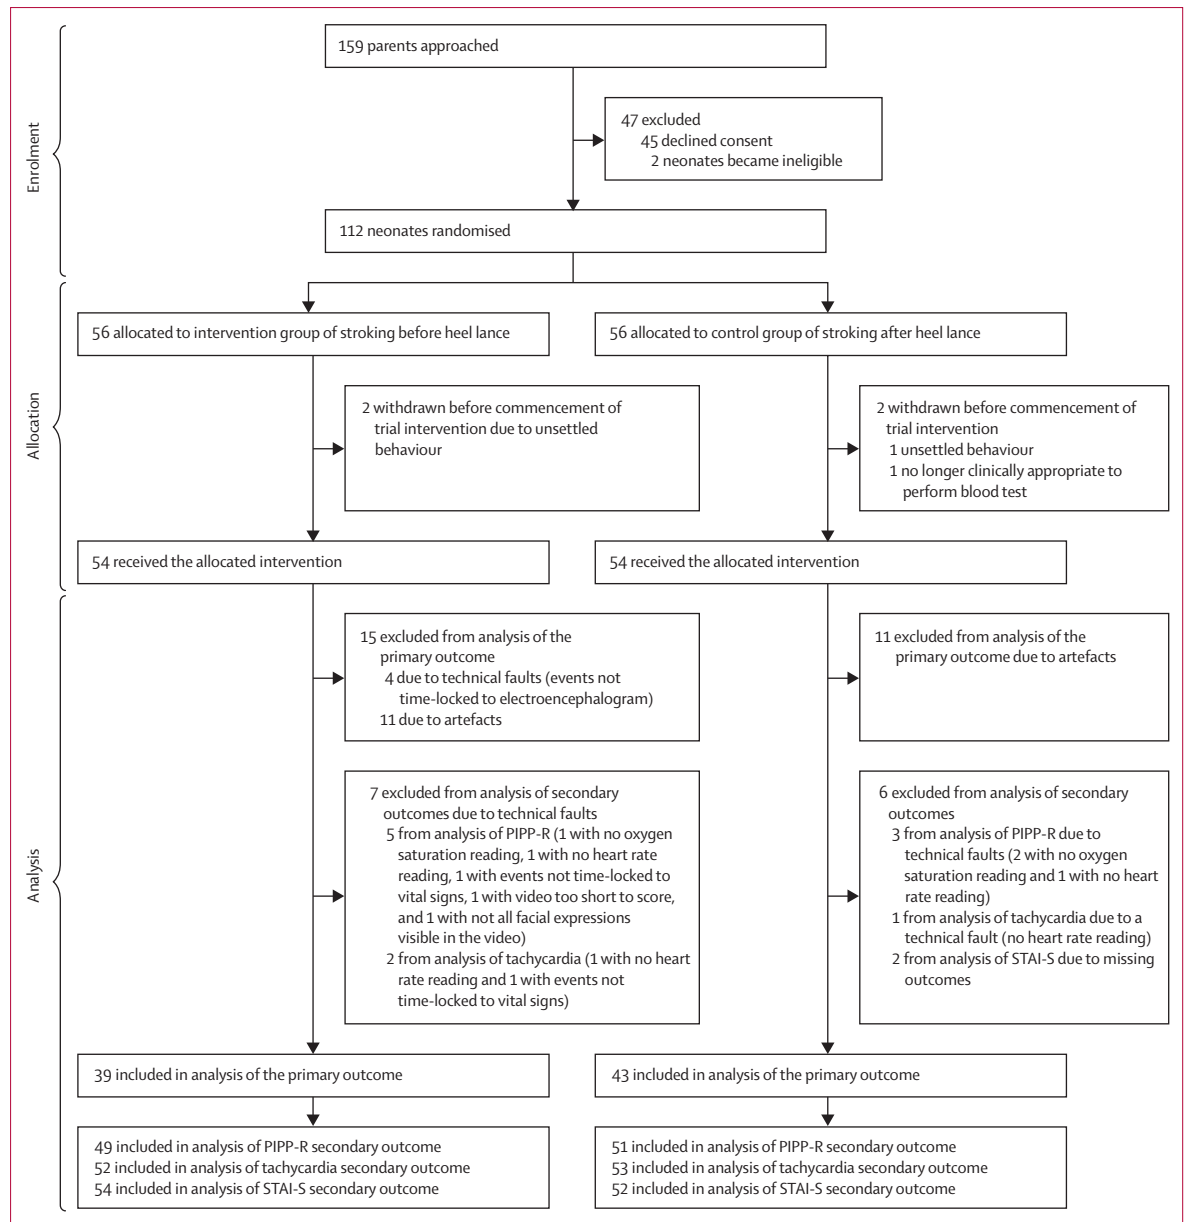 Enrolment
159 parents approached
47 excluded
45 declined consent
2 neonates became ineligible
112 neonates randomised
Allocation
56 allocated to intervention group of stroking before heel lance
56 allocated to control group of stroking after heel lance
2 withdrawn before commencement of
trial intervention due to unsettled
behaviour
2 withdrawn before commencement of
trial intervention
1 unsettled behaviour
1 no longer clinically appropriate to
perform blood test
54 received the allocated intervention
54 received the allocated intervention
Analysis
15 excluded from analysis of the
primary outcome
4 due to technical faults (events not
time-locked to electroencephalogram)
11 due to artefacts
11 excluded from analysis of the
primary outcome due to artefacts
7 excluded from analysis of secondary
outcomes due to technical faults
5 from analysis of PIPP-R (1 with no oxygen
saturation reading, 1 with no heart rate
reading, 1 with events not time-locked to
vital signs, 1 with video too short to score,
and 1 with not all facial expressions
visible in the video)
2 from analysis of tachycardia (1 with no heart
rate reading and 1 with events not
time-locked to vital signs)
6 excluded from analysis of secondary
outcomes
3 from analysis of PIPP-R due to
technical faults (2 with no oxygen
saturation reading and 1 with no heart
rate reading)
1 from analysis of tachycardia due to a
technical fault (no heart rate reading)
2 from analysis of STAI-S due to missing
outcomes
39 included in analysis of the primary outcome
43 included in analysis of the primary outcome
49 included in analysis of PIPP-R secondary outcome
52 included in analysis of tachycardia secondary outcome
54 included in analysis of STAI-S secondary outcome
51 included in analysis of PIPP-R secondary outcome
53 included in analysis of tachycardia secondary outcome
52 included in analysis of STAI-S secondary outcome